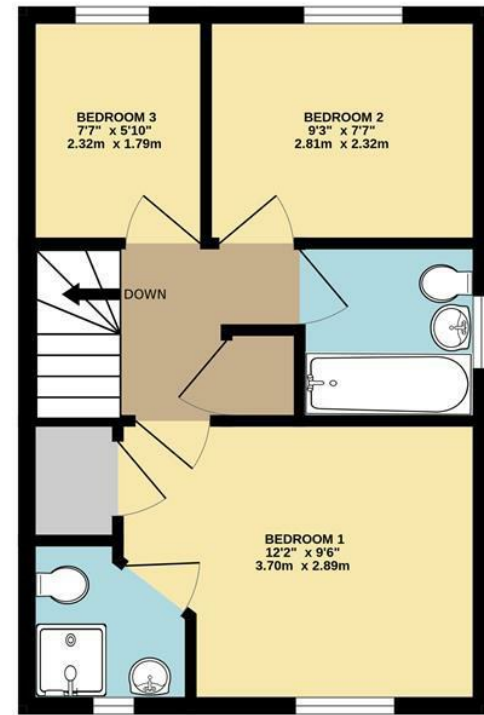 BEDROOM 3
7'7" x 5'10"
2.32m x 1.79m
BEDROOM 2
9'3" x 7'7"
2.81m x 2.32m
DOWN
BEDROOM 1
12'2" x 9'6"
3.70m x 2.89m